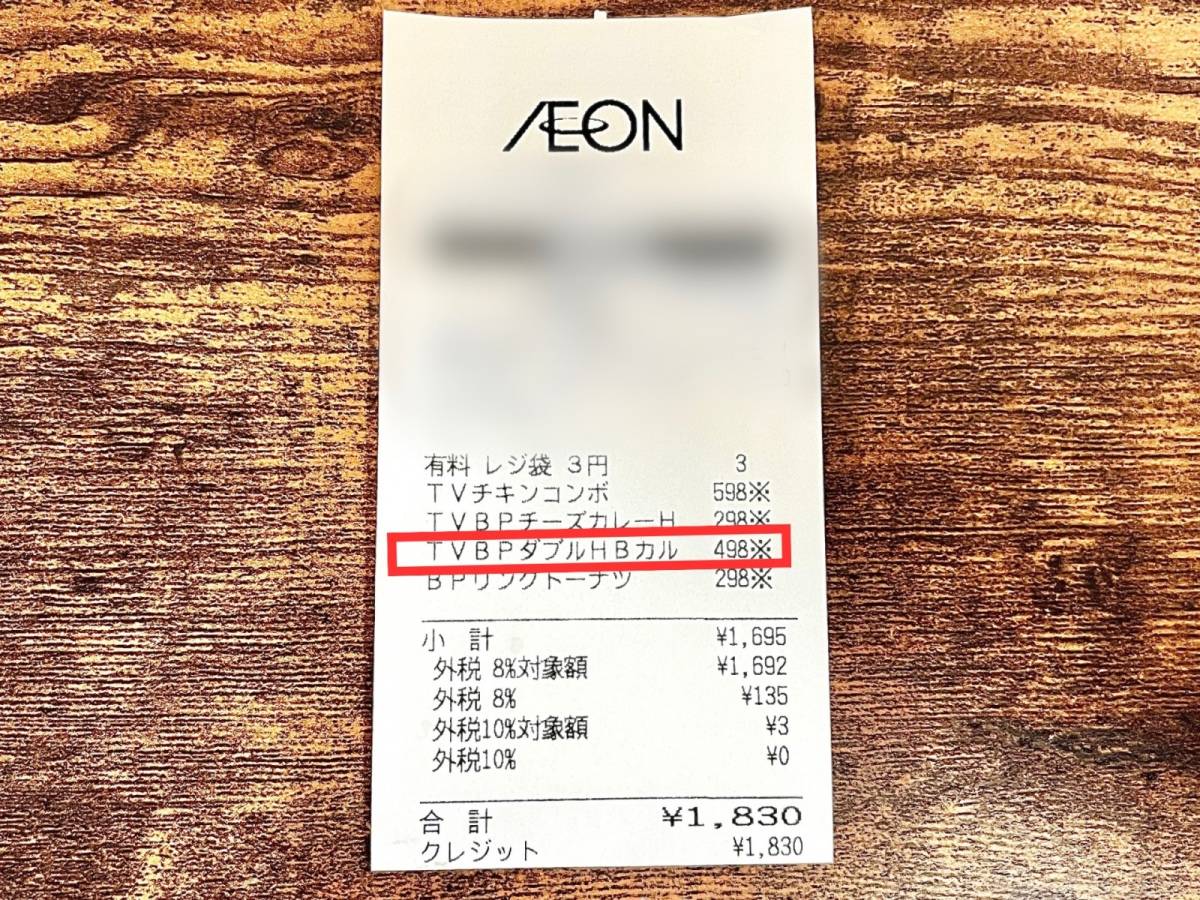 ÆON
有料 レジ袋 3円 3
TVチキンコンボ 598※
TVBPチーズカレーH 298※
TVBPダブルHBカル 498※
BPリングドーナツ 298※
小 計 ¥1,695
外税 8%対象額 ¥1,692
外税 8% ¥135
外税10%対象額 ¥3
外税10% ¥0
合 計 ¥1,830
クレジット ¥1,830